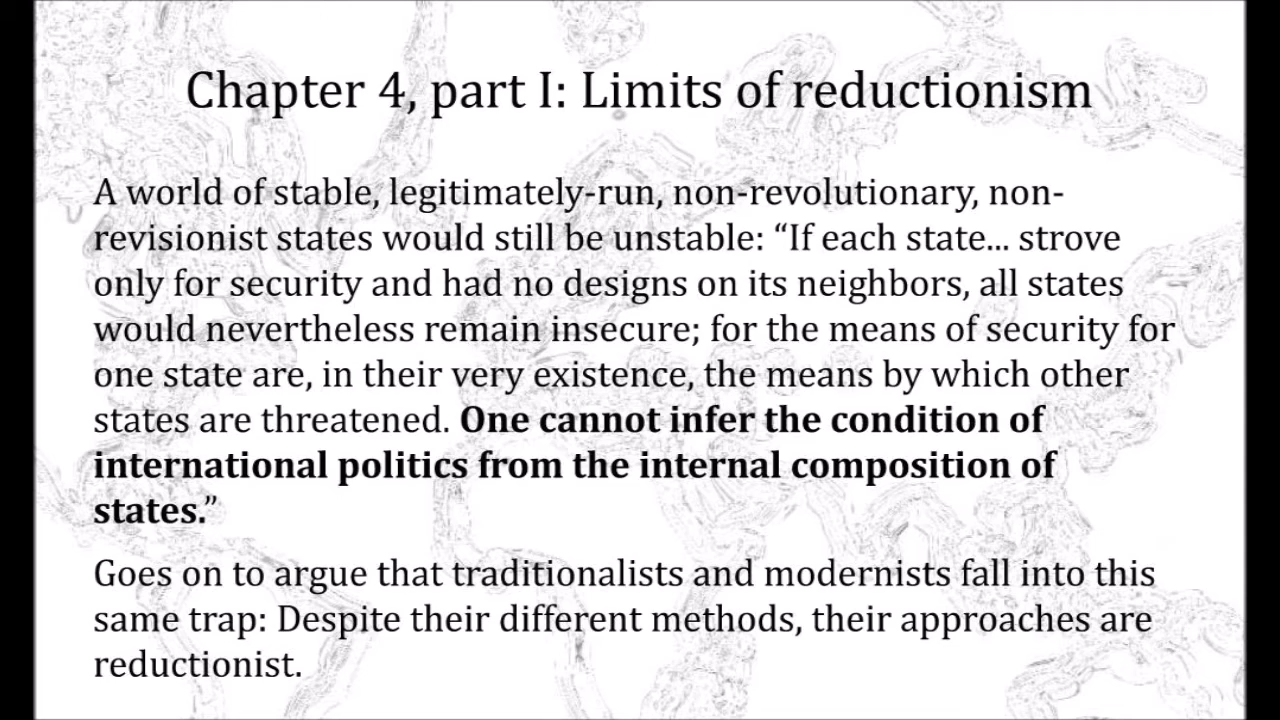 Chapter 4, part I: Limits of reductionism
A world of stable, legitimately-run, non-revolutionary, non-
revisionist states would still be unstable: “If each state... strove
only for security and had no designs on its neighbors, all states
would nevertheless remain insecure; for the means of security for
one state are, in their very existence, the means by which other
states are threatened. One cannot infer the condition of
international politics from the internal composition of
states.”
Goes on to argue that traditionalists and modernists fall into this
same trap: Despite their different methods, their approaches are
reductionist.